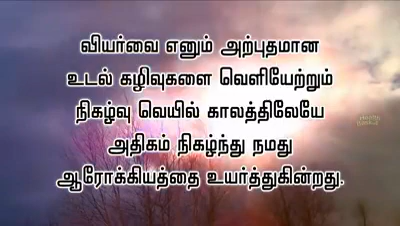 வியர்வை எனும் அற்புதமான
உடல் கழிவுகளை வெளியேற்றும்
நிகழ்வு வெயில் காலத்திலேயே
அதிகம் நிகழ்ந்து நமது
ஆரோக்கியத்தை உயர்த்துகின்றது.